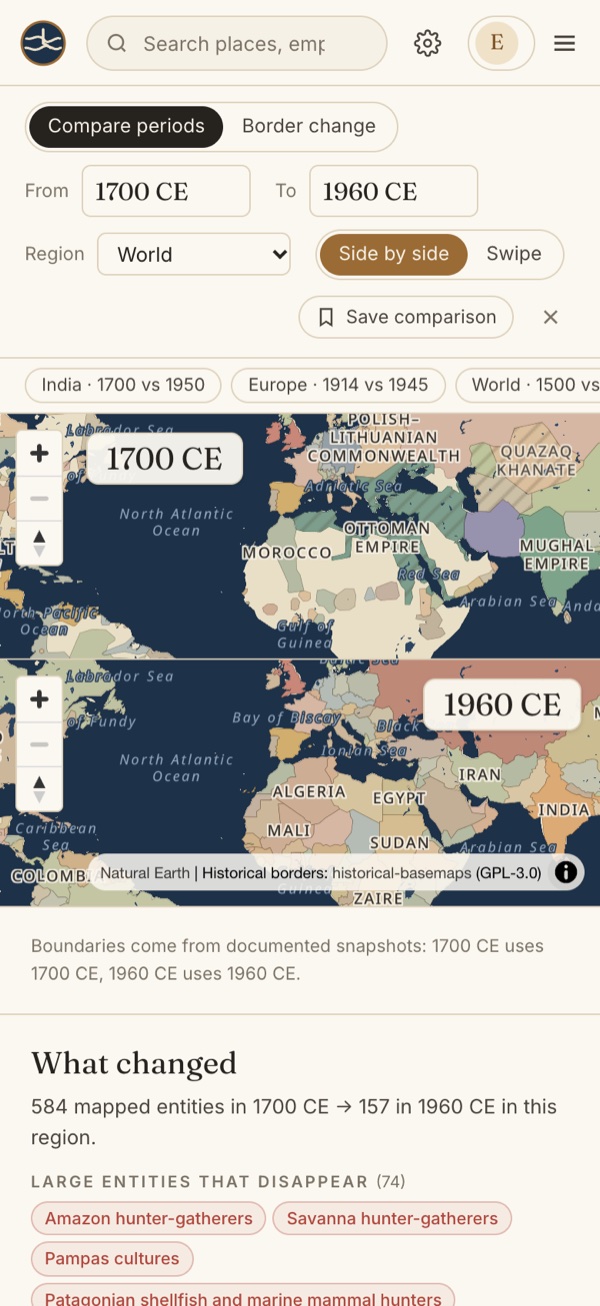 Search places, emp
E
Compare periods
Border change
From 1700 CE To 1960 CE
Region World Side by side Swipe
Save comparison
India · 1700 vs 1950 Europe · 1914 vs 1945 World · 1500 vs
Labrador Sea
1700 CE
POLISH–
LITHUANIAN
COMMONWEALTH
QUAZAQ
KHANATE
Adriatic Sea
North Atlantic
Ocean
OTTOMAN
EMPIRE
MOROCCO
MUGHAL
EMPIRE
Red Sea
Arabian Sea
Anda
North Pacific
Ocean
Gulf of
Guinea
Labrador Sea
1960 CE
of Fundy
Bay of Biscay
Black
Ionian Sea
North Atlantic
Ocean
IRAN
ALGERIA
EGYPT
INDIA
MALI
SUDAN
Caribbean
Sea
Arabian Sea
COLOMB
Natural Earth | Historical borders: historical-basemaps (GPL-3.0)
Guinea
ZAIRE
Boundaries come from documented snapshots: 1700 CE uses
1700 CE, 1960 CE uses 1960 CE.
What changed
584 mapped entities in 1700 CE → 157 in 1960 CE in this
region.
LARGE ENTITIES THAT DISAPPEAR (74)
Amazon hunter-gatherers Savanna hunter-gatherers
Pampas cultures
Patagonian shellfish and marine mammal hunters